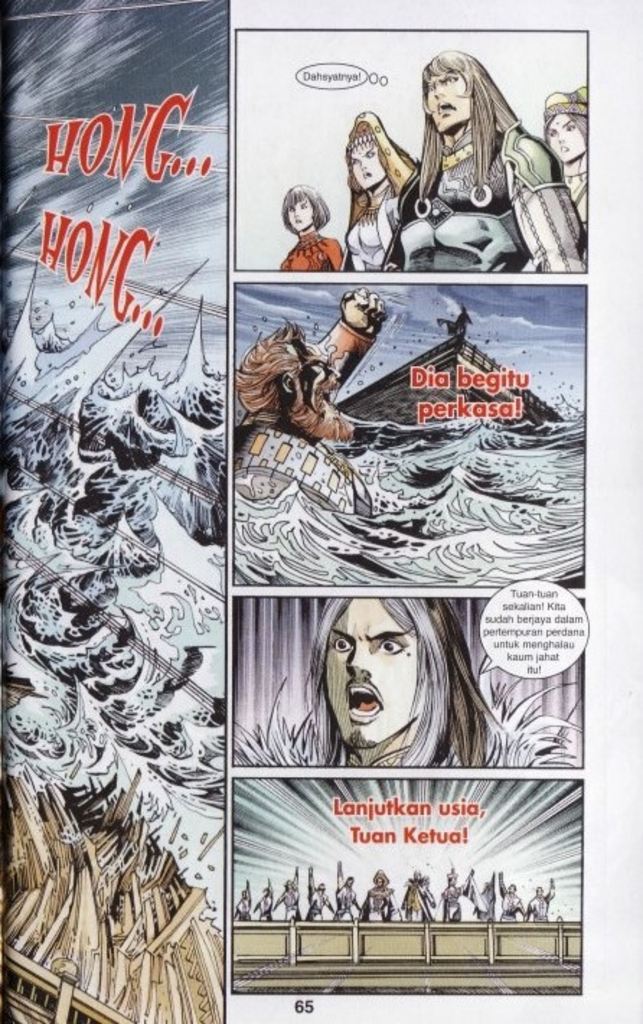 HONG...
HONG...
Dahsyatnya!
Dia begitu
perkasa!
Tuan-tuan
sekalian! Kita
sudah berjaya dalam
pertempuran perdana
untuk menghalau
kaum jahat
itu!
Lanjutkan usia,
Tuan Ketua!
65